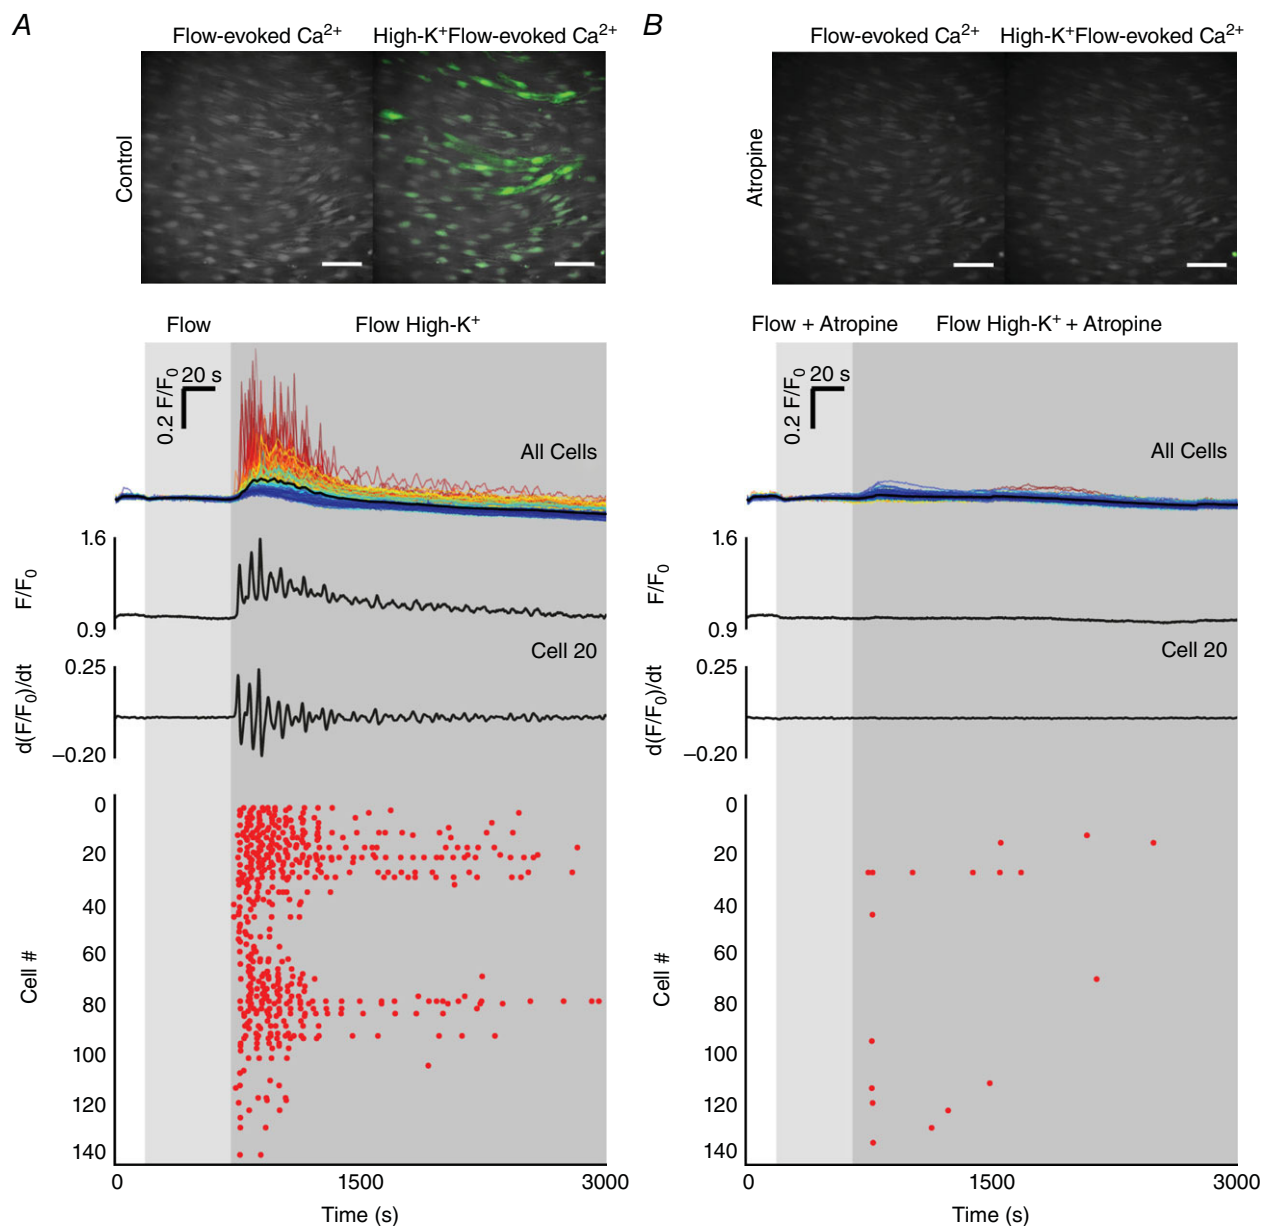 A
Flow-evoked Ca2+
High-K+Flow-evoked Ca2+
Control
Flow
Flow High-K+
0.2 F/F0
20 s
All Cells
1.6
F/F0
0.9
Cell 20
0.25
d(F/F0)/dt
−0.20
0
20
40
60
Cell #
80
100
120
140
0
1500
3000
Time (s)
B
Flow-evoked Ca2+
High-K+Flow-evoked Ca2+
Atropine
Flow + Atropine
Flow High-K+ + Atropine
0.2 F/F0
20 s
All Cells
1.6
F/F0
0.9
Cell 20
0.25
d(F/F0)/dt
−0.20
0
20
40
60
Cell #
80
100
120
140
0
1500
3000
Time (s)